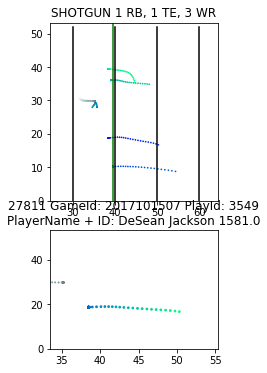 SHOTGUN 1 RB, 1 TE, 3 WR
50
40
30
20
10
0
30 40 50 60
27811 GameId: 2017101507 PlayId: 3549
PlayerName + ID: DeSean Jackson 1581.0
40
20
0
35 40 45 50 55